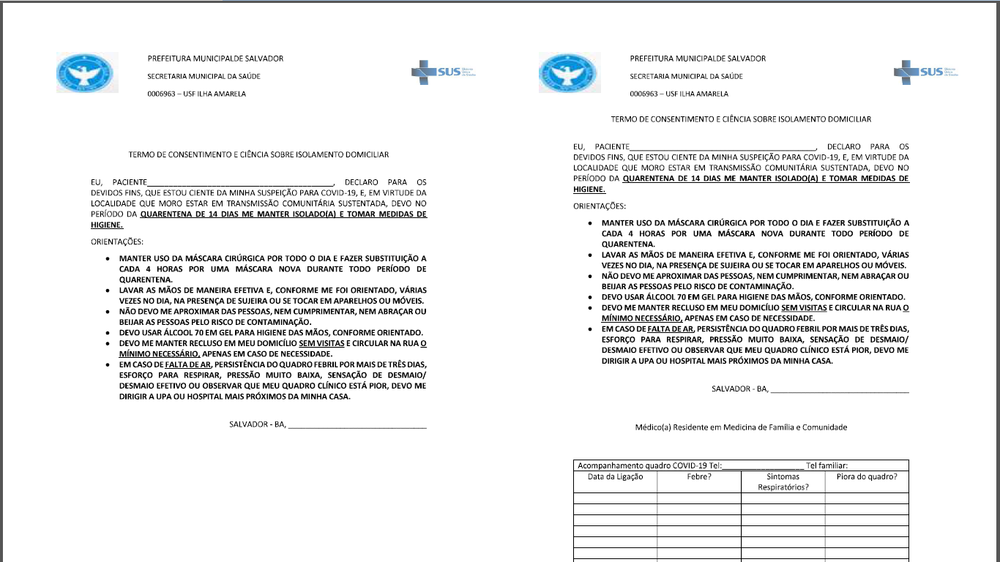 PREFEITURA MUNICIPALDE SALVADOR
SECRETARIA MUNICIPAL DA SAÚDE
SUS
0006963 – USF ILHA AMARELA
TERMO DE CONSENTIMENTO E CIÊNCIA SOBRE ISOLAMENTO DOMICILIAR
EU, PACIENTE__________________________________________, DECLARO PARA OS
DEVIDOS FINS, QUE ESTOU CIENTE DA MINHA SUSPEIÇÃO PARA COVID-19, E, EM VIRTUDE DA
LOCALIDADE QUE MORO ESTAR EM TRANSMISSÃO COMUNITÁRIA SUSTENTADA, DEVO NO
PERÍODO DA QUARENTENA DE 14 DIAS ME MANTER ISOLADO(A) E TOMAR MEDIDAS DE
HIGIENE.
ORIENTAÇÕES:
• MANTER USO DA MÁSCARA CIRÚRGICA POR TODO O DIA E FAZER SUBSTITUIÇÃO A
CADA 4 HORAS POR UMA MÁSCARA NOVA DURANTE TODO PERÍODO DE
QUARENTENA.
• LAVAR AS MÃOS DE MANEIRA EFETIVA E, CONFORME ME FOI ORIENTADO, VÁRIAS
VEZES NO DIA, NA PRESENÇA DE SUJEIRA OU SE TOCAR EM APARELHOS OU MÓVEIS.
• NÃO DEVO ME APROXIMAR DAS PESSOAS, NEM CUMPRIMENTAR, NEM ABRAÇAR OU
BEIJAR AS PESSOAS PELO RISCO DE CONTAMINAÇÃO.
• DEVO USAR ÁLCOOL 70 EM GEL PARA HIGIENE DAS MÃOS, CONFORME ORIENTADO.
• DEVO ME MANTER RECLUSO EM MEU DOMICÍLIO SEM VISITAS E CIRCULAR NA RUA O
MÍNIMO NECESSÁRIO, APENAS EM CASO DE NECESSIDADE.
• EM CASO DE FALTA DE AR, PERSISTÊNCIA DO QUADRO FEBRIL POR MAIS DE TRÊS DIAS,
ESFORÇO PARA RESPIRAR, PRESSÃO MUITO BAIXA, SENSAÇÃO DE DESMAIO/
DESMAIO EFETIVO OU OBSERVAR QUE MEU QUADRO CLÍNICO ESTÁ PIOR, DEVO ME
DIRIGIR A UPA OU HOSPITAL MAIS PRÓXIMOS DA MINHA CASA.
SALVADOR - BA, _______________________________
PREFEITURA MUNICIPALDE SALVADOR
SECRETARIA MUNICIPAL DA SAÚDE
SUS
0006963 – USF ILHA AMARELA
TERMO DE CONSENTIMENTO E CIÊNCIA SOBRE ISOLAMENTO DOMICILIAR
EU, PACIENTE__________________________________________, DECLARO PARA OS
DEVIDOS FINS, QUE ESTOU CIENTE DA MINHA SUSPEIÇÃO PARA COVID-19, E, EM VIRTUDE DA
LOCALIDADE QUE MORO ESTAR EM TRANSMISSÃO COMUNITÁRIA SUSTENTADA, DEVO NO
PERÍODO DA QUARENTENA DE 14 DIAS ME MANTER ISOLADO(A) E TOMAR MEDIDAS DE
HIGIENE.
ORIENTAÇÕES:
• MANTER USO DA MÁSCARA CIRÚRGICA POR TODO O DIA E FAZER SUBSTITUIÇÃO A
CADA 4 HORAS POR UMA MÁSCARA NOVA DURANTE TODO PERÍODO DE
QUARENTENA.
• LAVAR AS MÃOS DE MANEIRA EFETIVA E, CONFORME ME FOI ORIENTADO, VÁRIAS
VEZES NO DIA, NA PRESENÇA DE SUJEIRA OU SE TOCAR EM APARELHOS OU MÓVEIS.
• NÃO DEVO ME APROXIMAR DAS PESSOAS, NEM CUMPRIMENTAR, NEM ABRAÇAR OU
BEIJAR AS PESSOAS PELO RISCO DE CONTAMINAÇÃO.
• DEVO USAR ÁLCOOL 70 EM GEL PARA HIGIENE DAS MÃOS, CONFORME ORIENTADO.
• DEVO ME MANTER RECLUSO EM MEU DOMICÍLIO SEM VISITAS E CIRCULAR NA RUA O
MÍNIMO NECESSÁRIO, APENAS EM CASO DE NECESSIDADE.
• EM CASO DE FALTA DE AR, PERSISTÊNCIA DO QUADRO FEBRIL POR MAIS DE TRÊS DIAS,
ESFORÇO PARA RESPIRAR, PRESSÃO MUITO BAIXA, SENSAÇÃO DE DESMAIO/
DESMAIO EFETIVO OU OBSERVAR QUE MEU QUADRO CLÍNICO ESTÁ PIOR, DEVO ME
DIRIGIR A UPA OU HOSPITAL MAIS PRÓXIMOS DA MINHA CASA.
SALVADOR - BA, _______________________________
Médico(a) Residente em Medicina de Família e Comunidade
Acompanhamento quadro COVID-19 Tel:___________________ Tel familiar:
Data da Ligação Febre? Sintomas Piora do quadro?
Respiratórios?